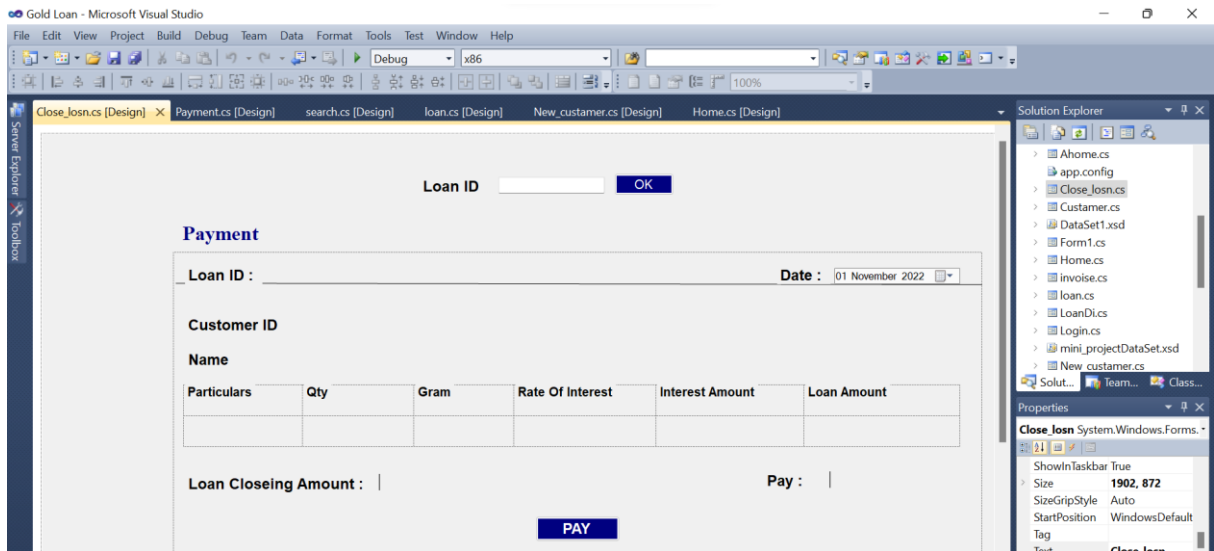 Gold Loan - Microsoft Visual Studio
File Edit View Project Build Debug Team Data Format Tools Test Window Help
Debug x86
100%
Close_losn.cs [Design] Payment.cs [Design] search.cs [Design] loan.cs [Design] New_custamer.cs [Design] Home.cs [Design]
Server Explorer
Toolbox
Loan ID OK
Payment
Loan ID : Date : 01 November 2022
Customer ID
Name
Particulars Qty Gram Rate Of Interest Interest Amount Loan Amount
Loan Closeing Amount : Pay :
PAY
Solution Explorer
Ahome.cs
app.config
Close_losn.cs
Custamer.cs
DataSet1.xsd
Form1.cs
Home.cs
invoise.cs
loan.cs
LoanDi.cs
Login.cs
mini_projectDataSet.xsd
New_custamer.cs
Solut... Team... Class...
Properties
Close_losn System.Windows.Forms.
ShowInTaskbar True
Size 1902, 872
SizeGripStyle Auto
StartPosition WindowsDefault
Tag
Text Close_losn